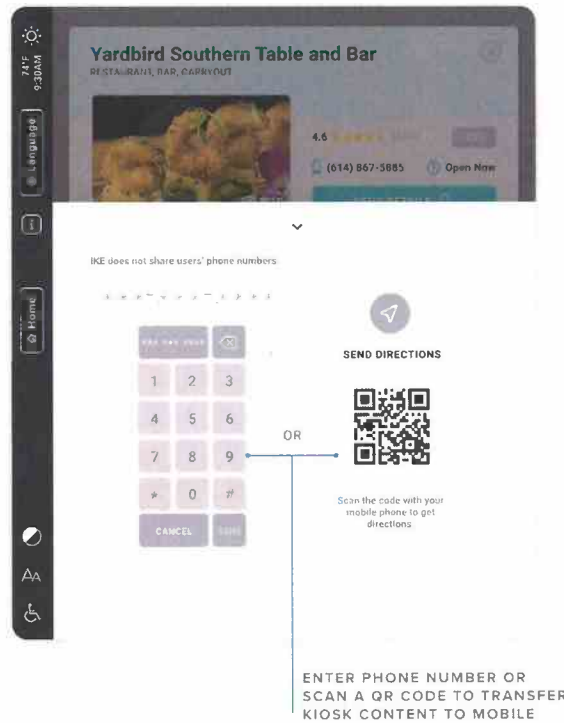 74°F
9:30AM
Language
Home
AA
Yardbird Southern Table and Bar
RESTAURANT, BAR, CARRYOUT
4.6
(614) 867-5885
Open Now
IKE does not share users' phone numbers
SEND DIRECTIONS
1 2 3
4 5 6
7 8 9
* 0 #
CANCEL
OR
Scan the code with your
mobile phone to get
directions
ENTER PHONE NUMBER OR
SCAN A QR CODE TO TRANSFER
KIOSK CONTENT TO MOBILE